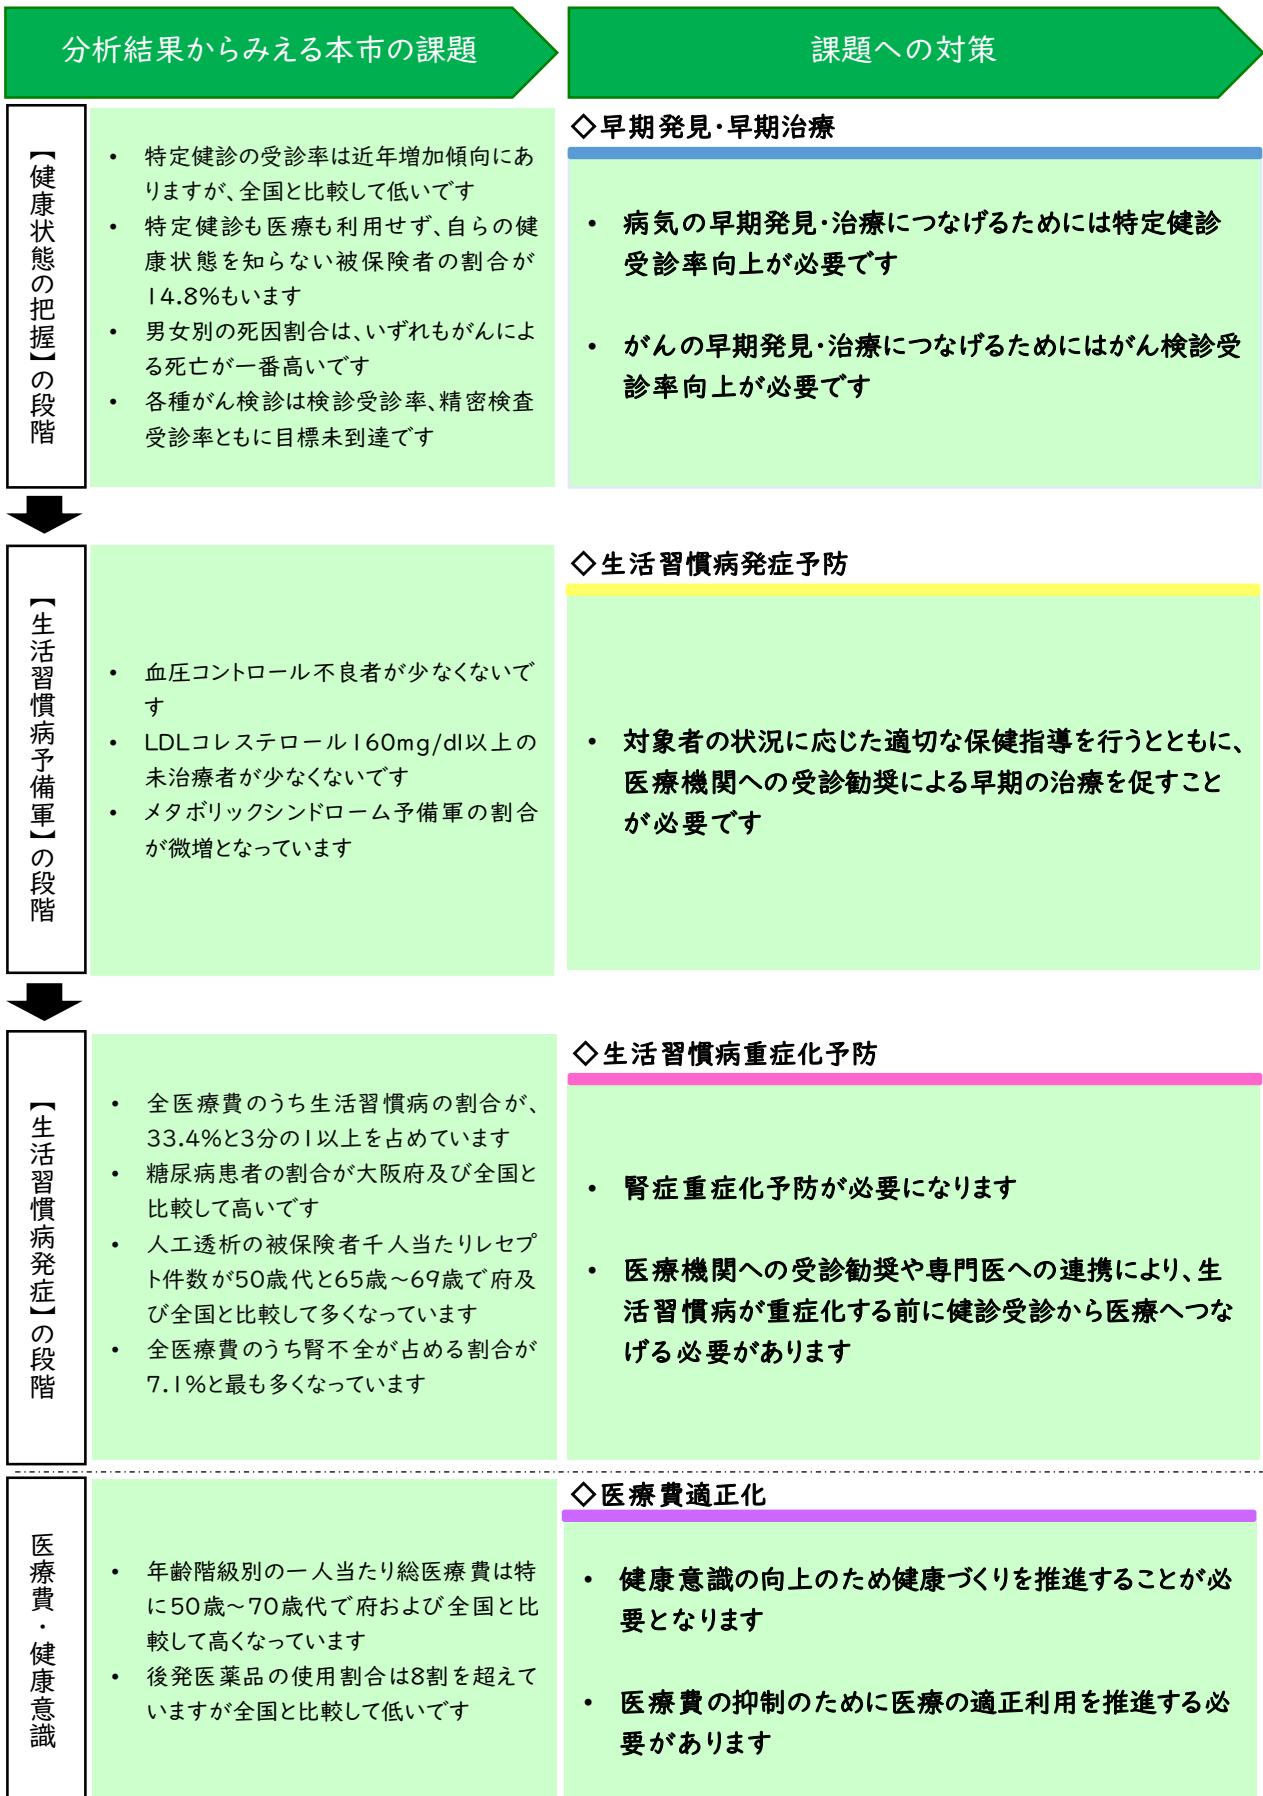 分析結果からみえる本市の課題
課題への対策
【健康状態の把握】の段階
• 特定健診の受診率は近年増加傾向にあ
りますが、全国と比較して低いです
• 特定健診も医療も利用せず、自らの健
康状態を知らない被保険者の割合が
14.8%もいます
• 男女別の死因割合は、いずれもがんによ
る死亡が一番高いです
• 各種がん検診は検診受診率、精密検査
受診率ともに目標未到達です
◇早期発見・早期治療
• 病気の早期発見・治療につなげるためには特定健診
受診率向上が必要です
• がんの早期発見・治療につなげるためにはがん検診受
診率向上が必要です
【生活習慣病予備軍】の段階
• 血圧コントロール不良者が少なくないで
す
• LDLコレステロール160mg/dl以上の
未治療者が少なくないです
• メタボリックシンドローム予備軍の割合
が微増となっています
◇生活習慣病発症予防
• 対象者の状況に応じた適切な保健指導を行うとともに、
医療機関への受診勧奨による早期の治療を促すこと
が必要です
【生活習慣病発症】の段階
• 全医療費のうち生活習慣病の割合が、
33.4%と3分の1以上を占めています
• 糖尿病患者の割合が大阪府及び全国と
比較して高いです
• 人工透析の被保険者千人当たりレセプ
ト件数が50歳代と65歳～69歳で府及
び全国と比較して多くなっています
• 全医療費のうち腎不全が占める割合が
7.1%と最も多くなっています
◇生活習慣病重症化予防
• 腎症重症化予防が必要になります
• 医療機関への受診勧奨や専門医への連携により、生
活習慣病が重症化する前に健診受診から医療へつな
げる必要があります
医療費・健康意識
• 年齢階級別の一人当たり総医療費は特
に50歳～70歳代で府および全国と比
較して高くなっています
• 後発医薬品の使用割合は8割を超えて
いますが全国と比較して低いです
◇医療費適正化
• 健康意識の向上のため健康づくりを推進することが必
要となります
• 医療費の抑制のために医療の適正利用を推進する必
要があります